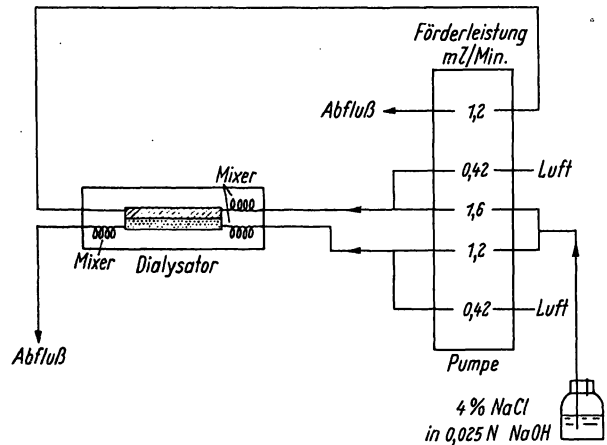 Förderleistung
ml/Min.
Abfluß
1,2
0,42
Luft
Mixer
1,6
1,2
Dialysator
Mixer
0,42
Luft
Abfluß
Pumpe
4% NaCl
in 0,025 N NaOH